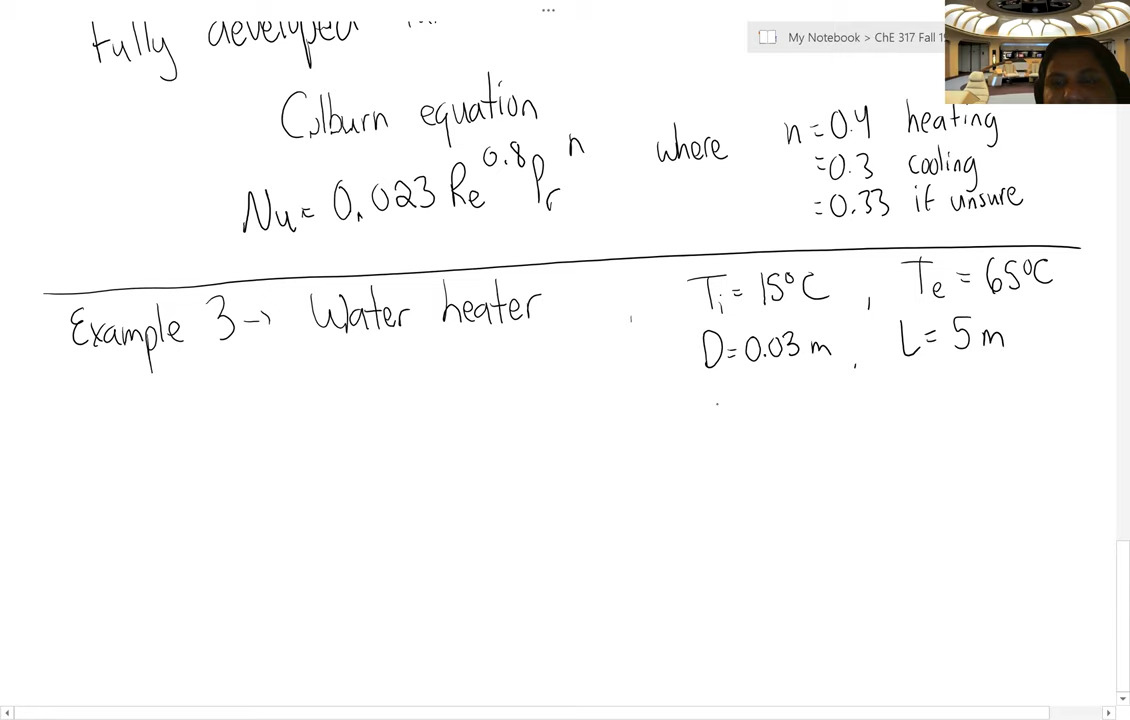 fully developed
My Notebook > ChE 317 Fall 19
Colburn equation
Nu = 0.023 Re^0.8 Pr^n where n = 0.4 heating
= 0.3 cooling
= 0.33 if unsure
Example 3 → Water heater
Ti = 15°C , Te = 65°C
D = 0.03 m , L = 5 m